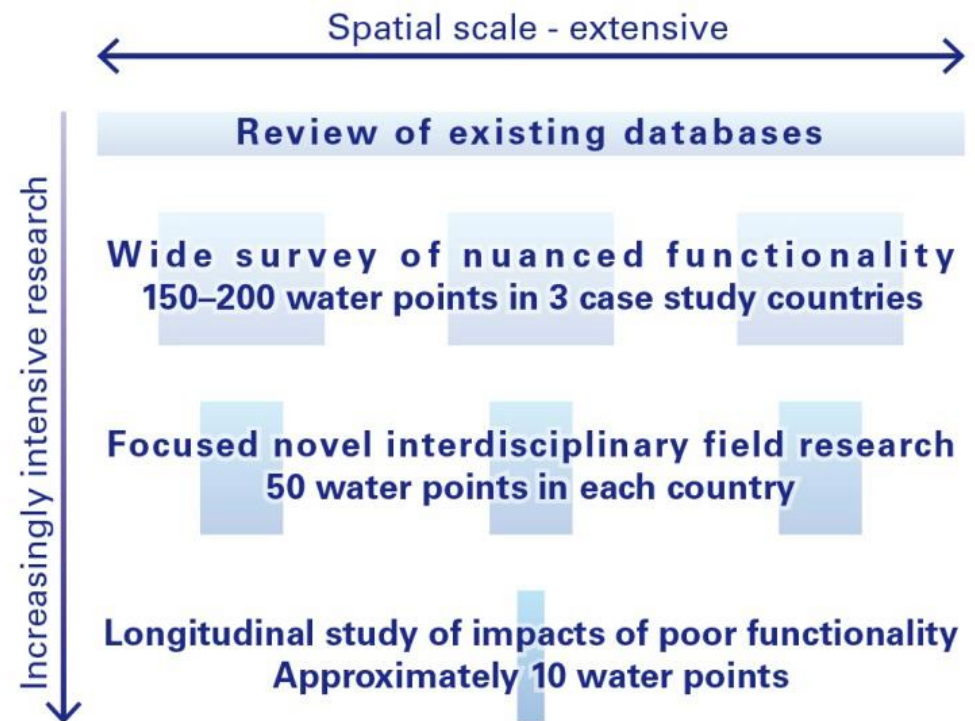 Spatial scale - extensive
Increasingly intensive research
Review of existing databases
Wide survey of nuanced functionality
150–200 water points in 3 case study countries
Focused novel interdisciplinary field research
50 water points in each country
Longitudinal study of impacts of poor functionality
Approximately 10 water points